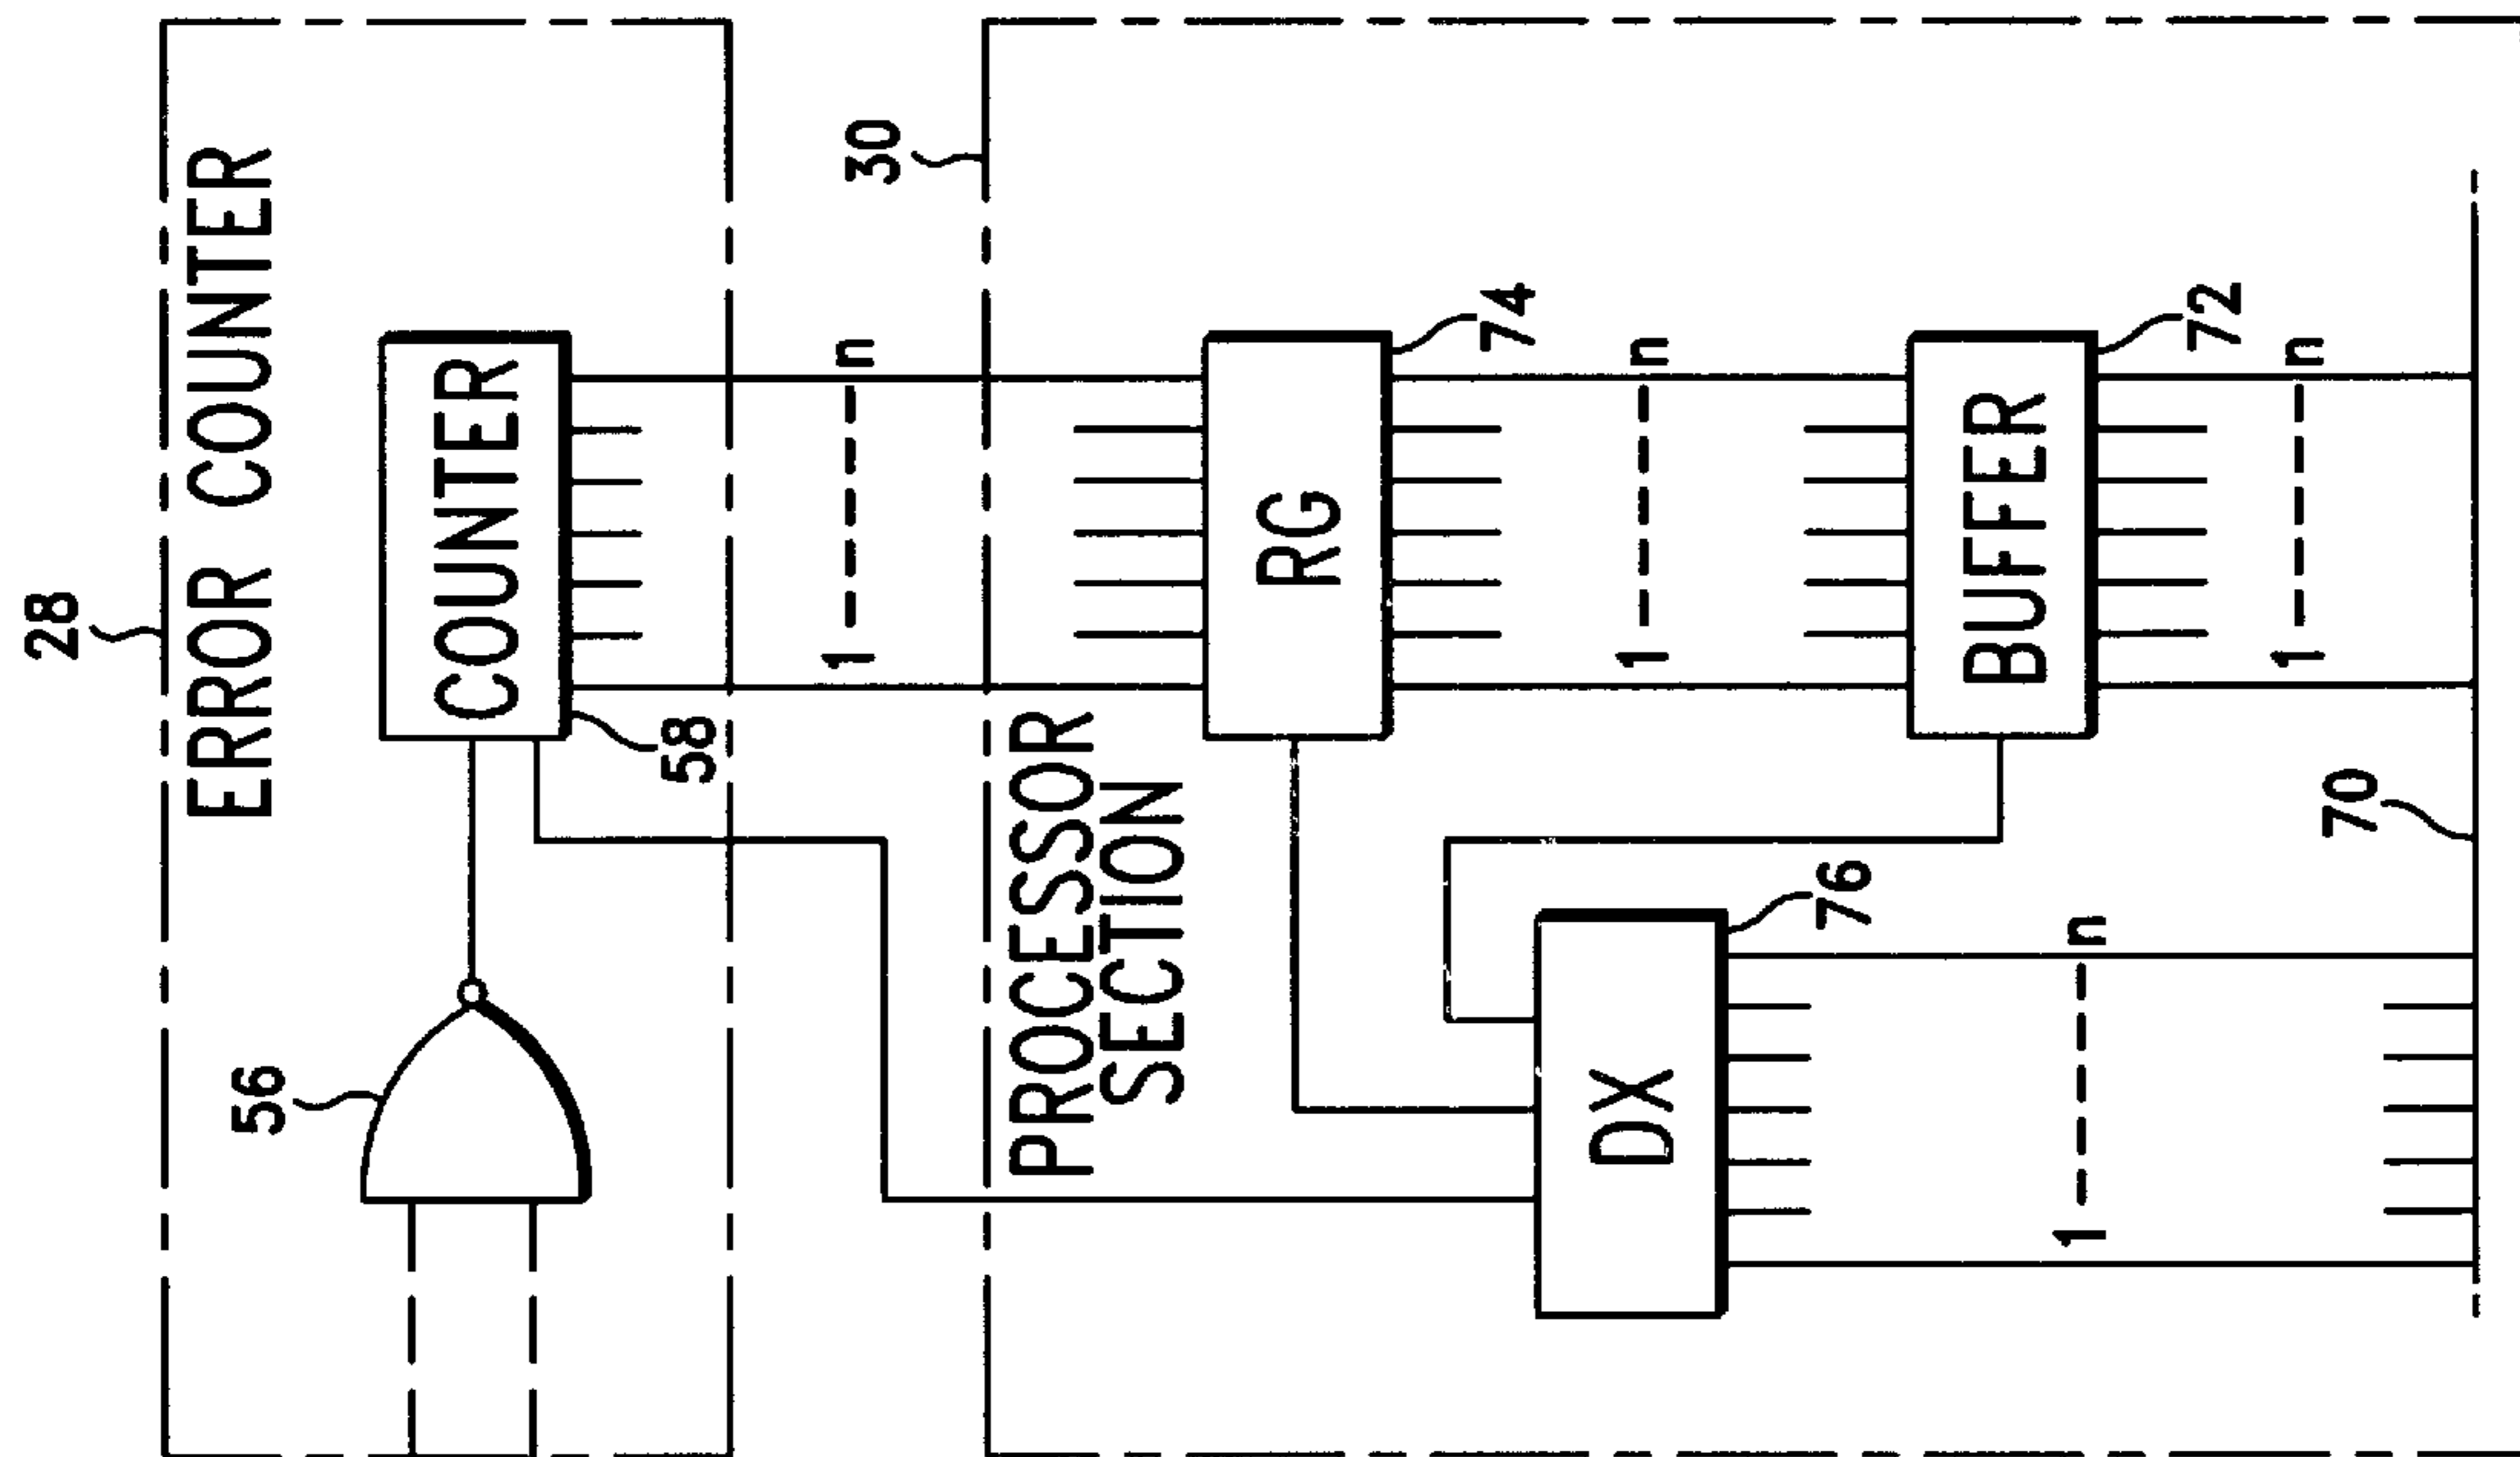 28
ERROR COUNTER
56
COUNTER
58
1 n
30
PROCESSOR
SECTION
RG
74
1 n
DX
76
BUFFER
72
1 n
1 n
70